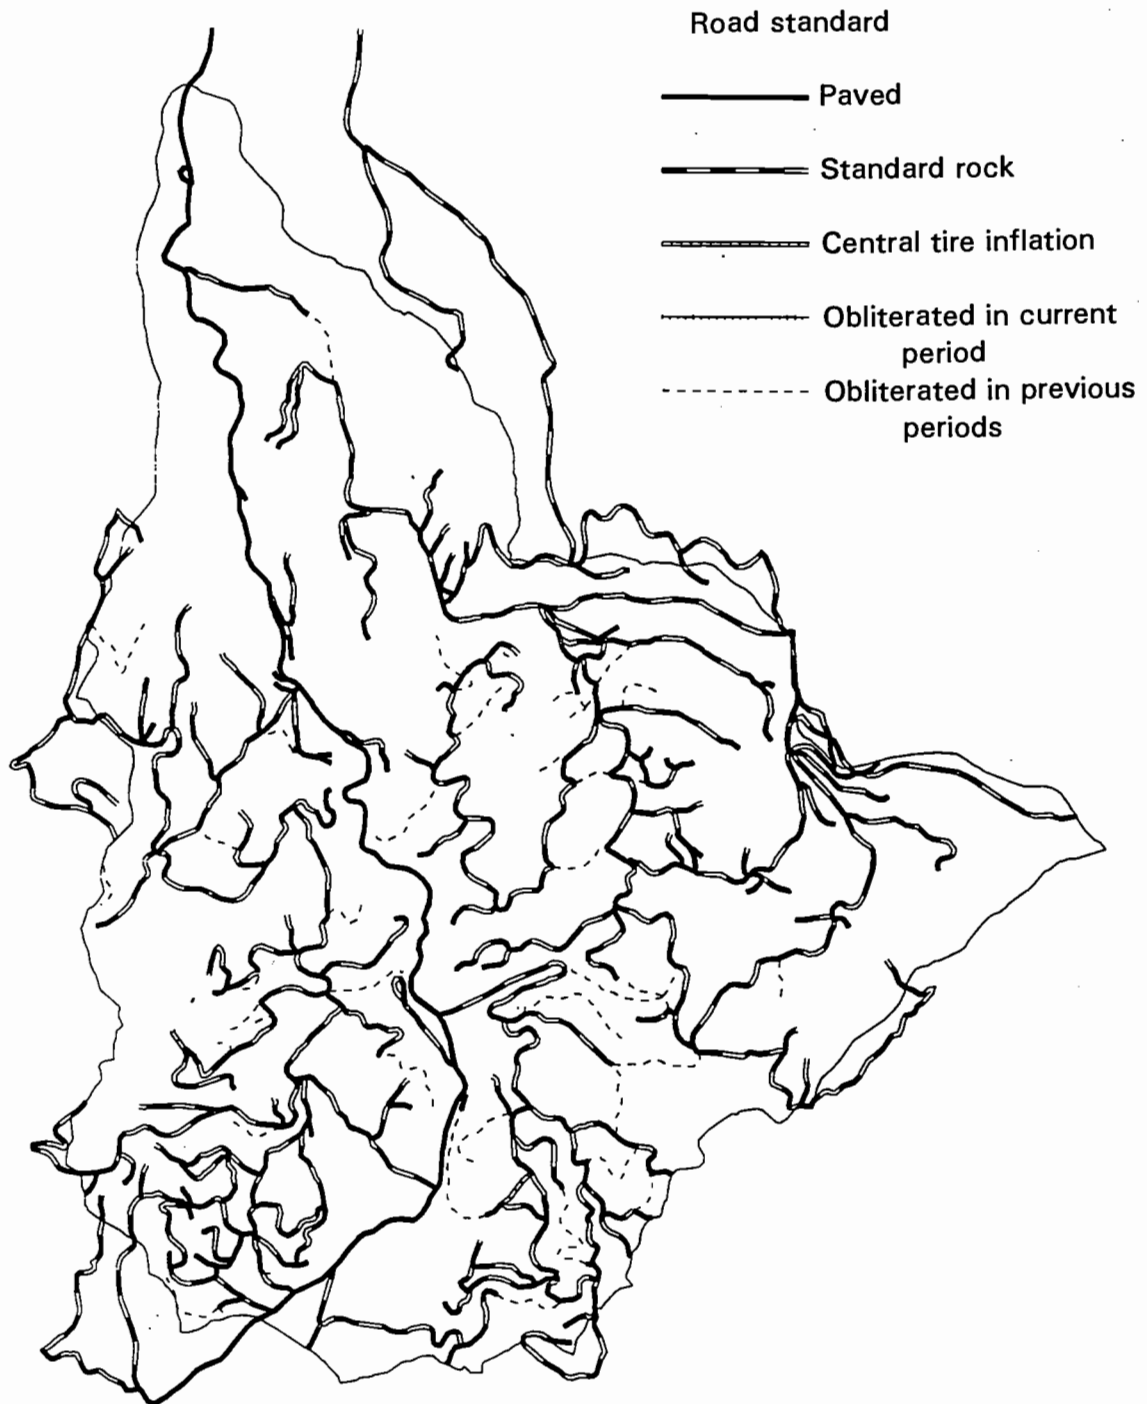 Road standard
Paved
Standard rock
Central tire inflation
Obliterated in current
period
Obliterated in previous
periods